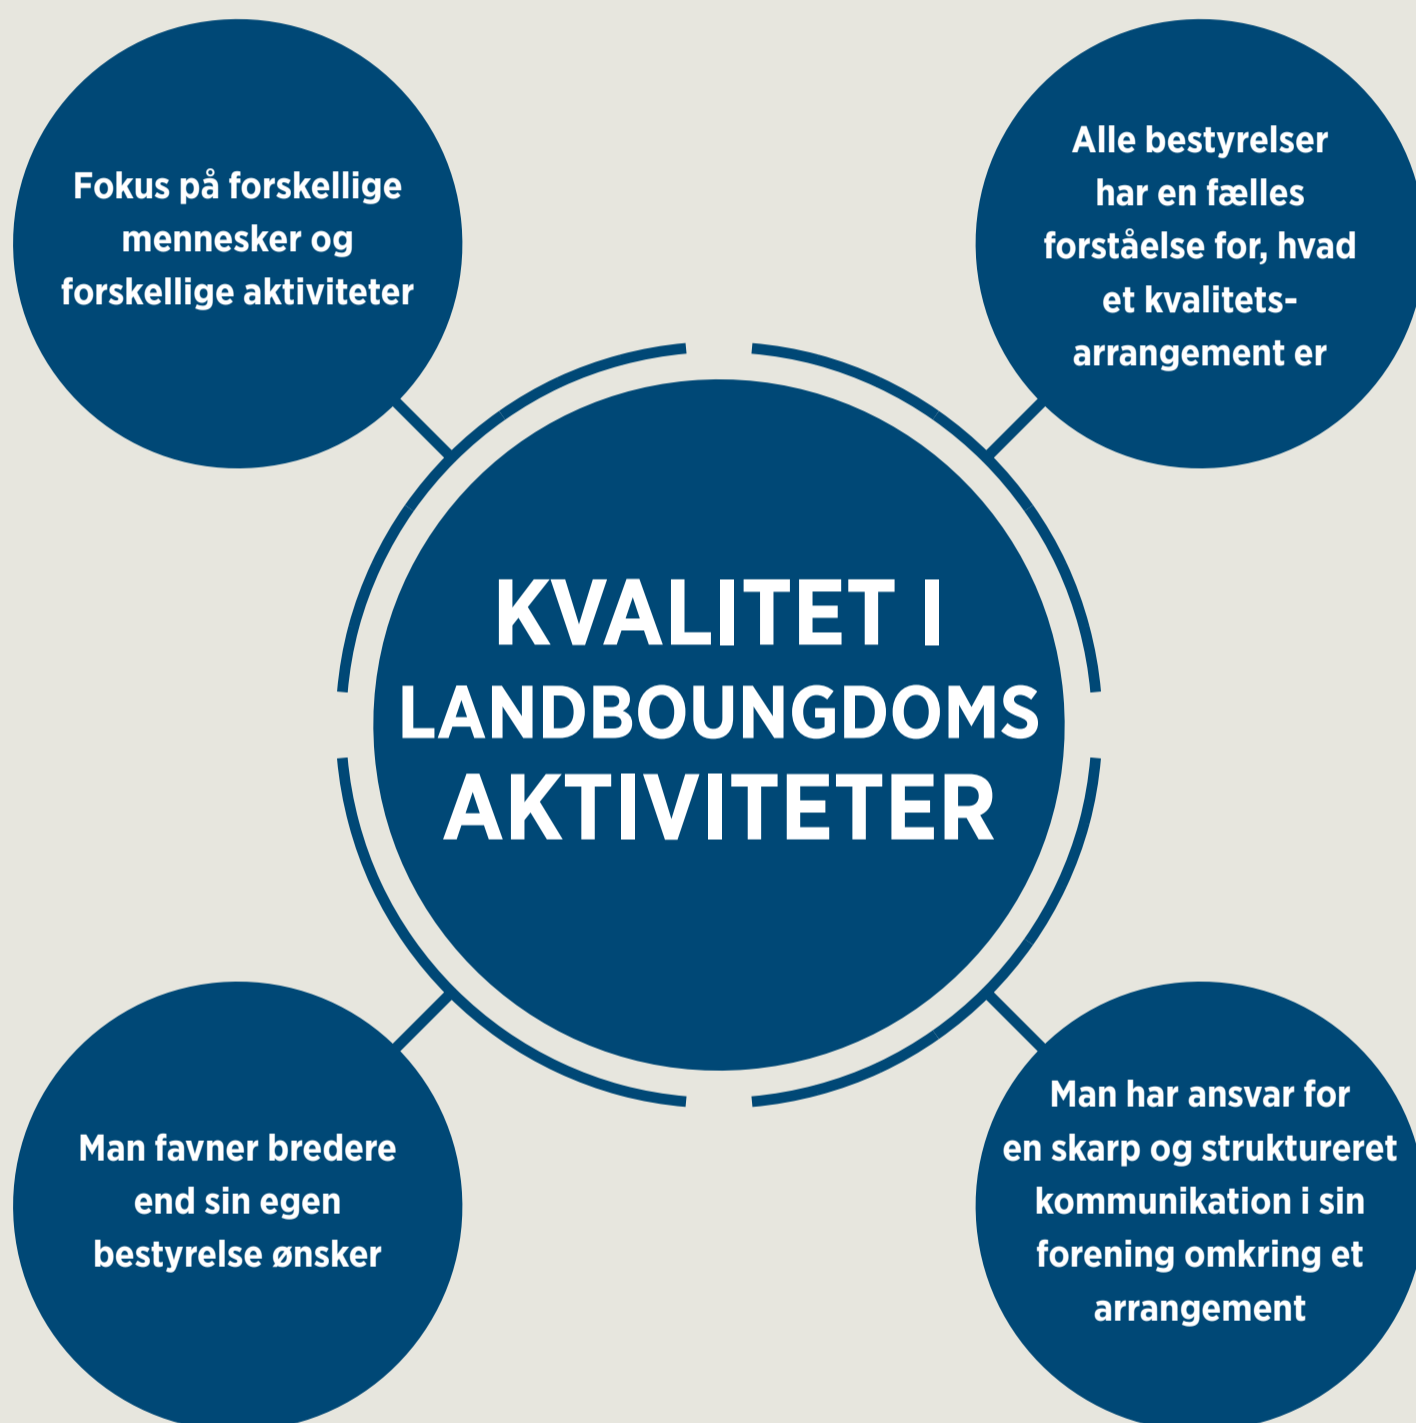 Fokus på forskellige
mennesker og
forskellige aktiviteter
Alle bestyrelser
har en fælles
forståelse for, hvad
et kvalitets-
arrangement er
KVALITET I
LANDBOUNGDOMS
AKTIVITETER
Man favner bredere
end sin egen
bestyrelse ønsker
Man har ansvar for
en skarp og struktureret
kommunikation i sin
forening omkring et
arrangement